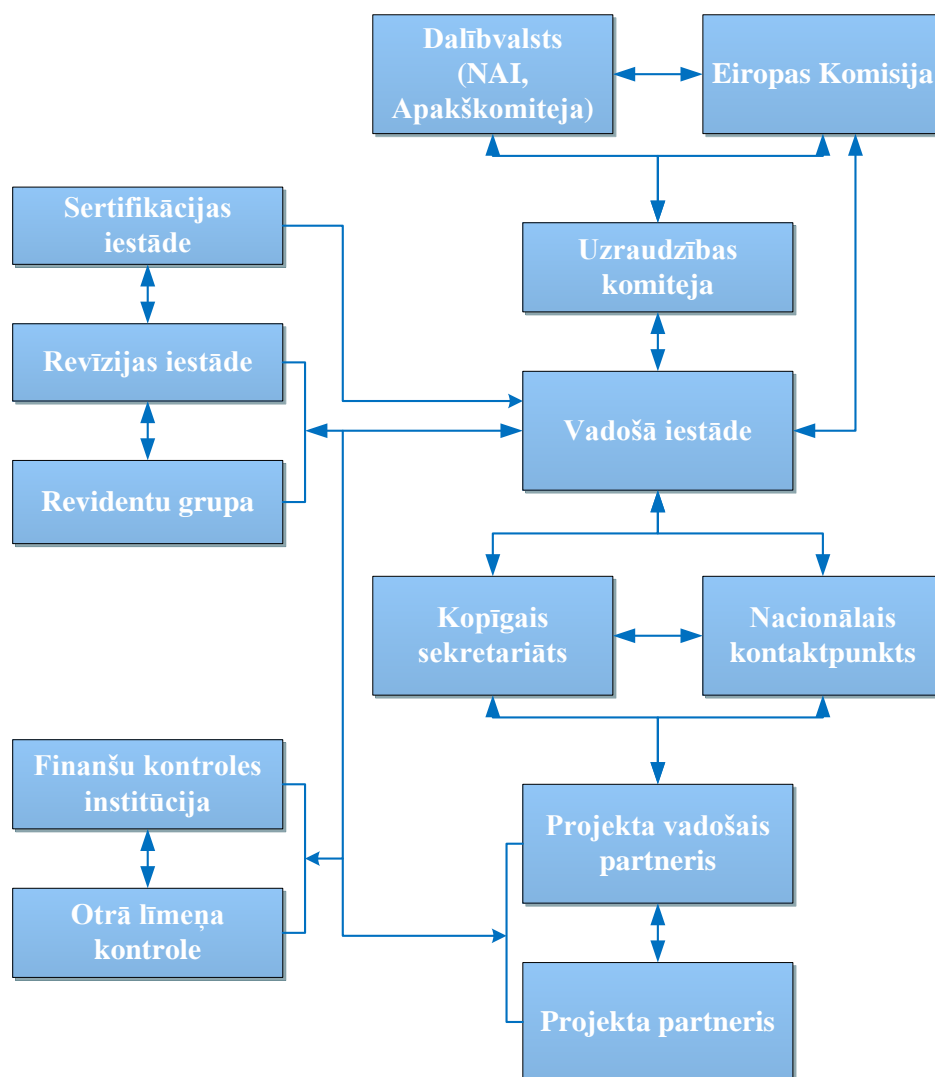 Dalībvalsts
(NAI,
Apakškomiteja)
Eiropas Komisija
Sertifikācijas
iestāde
Uzraudzības
komiteja
Revīzijas iestāde
Vadošā iestāde
Revidentu grupa
Kopīgais
sekretariāts
Nacionālais
kontaktpunkts
Finanšu kontroles
institūcija
Projekta vadošais
partneris
Otrā līmeņa
kontrole
Projekta partneris